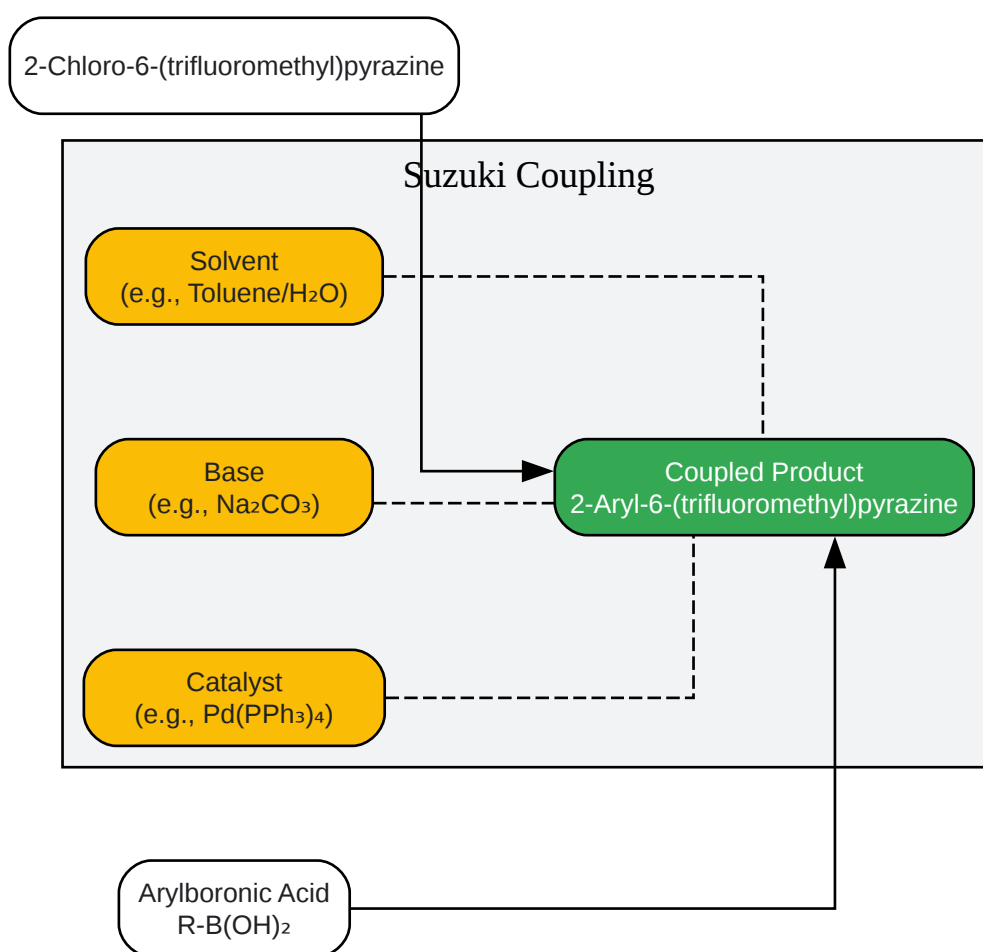 2-Chloro-6-(trifluoromethyl)pyrazine
Suzuki Coupling
Solvent
(e.g., Toluene/H₂O)
Base
(e.g., Na₂CO₃)
Coupled Product
2-Aryl-6-(trifluoromethyl)pyrazine
Catalyst
(e.g., Pd(PPh₃)₄)
Arylboronic Acid
R-B(OH)₂